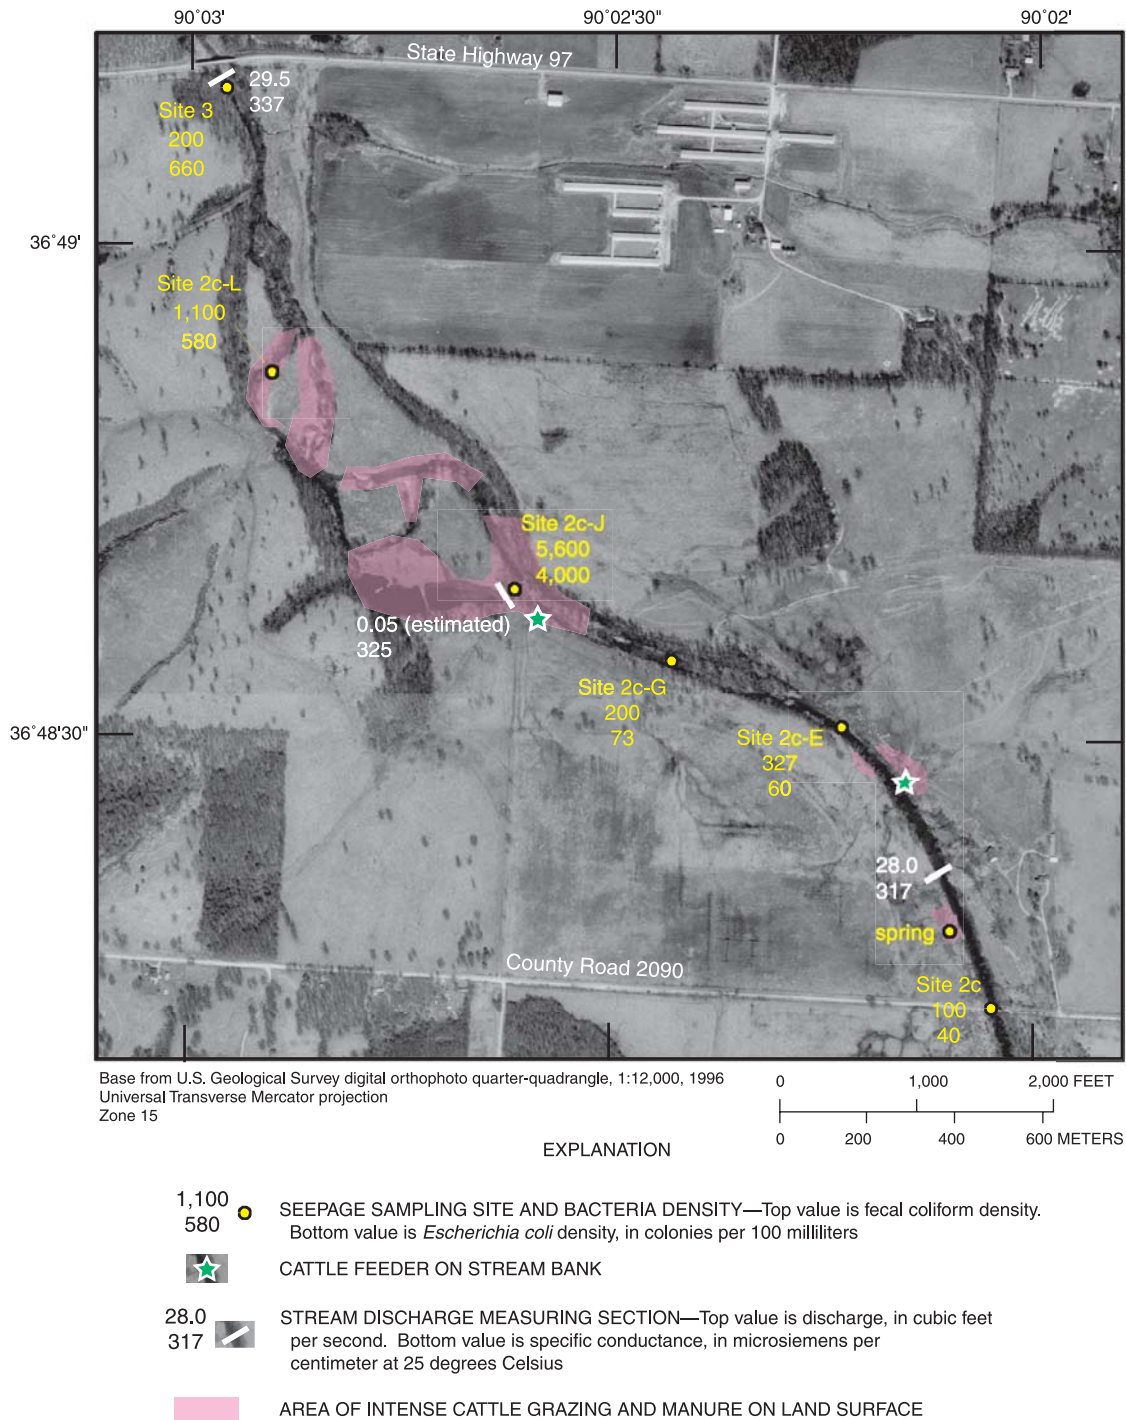 90°03'
90°02'30"
90°02'
State Highway 97
29.5
337
Site 3
200
660
36°49'
Site 2c-L
1,100
580
Site 2c-J
5,600
4,000
0.05 (estimated)
325
Site 2c-G
200
73
36°48'30"
Site 2c-E
327
60
28.0
317
spring
County Road 2090
Site 2c
100
40
Base from U.S. Geological Survey digital orthophoto quarter-quadrangle, 1:12,000, 1996
Universal Transverse Mercator projection
Zone 15
0 1,000 2,000 FEET
0 200 400 600 METERS
EXPLANATION
1,100
580
SEEPAGE SAMPLING SITE AND BACTERIA DENSITY—Top value is fecal coliform density.
Bottom value is Escherichia coli density, in colonies per 100 milliliters
CATTLE FEEDER ON STREAM BANK
28.0
317
STREAM DISCHARGE MEASURING SECTION—Top value is discharge, in cubic feet
per second. Bottom value is specific conductance, in microsiemens per
centimeter at 25 degrees Celsius
AREA OF INTENSE CATTLE GRAZING AND MANURE ON LAND SURFACE